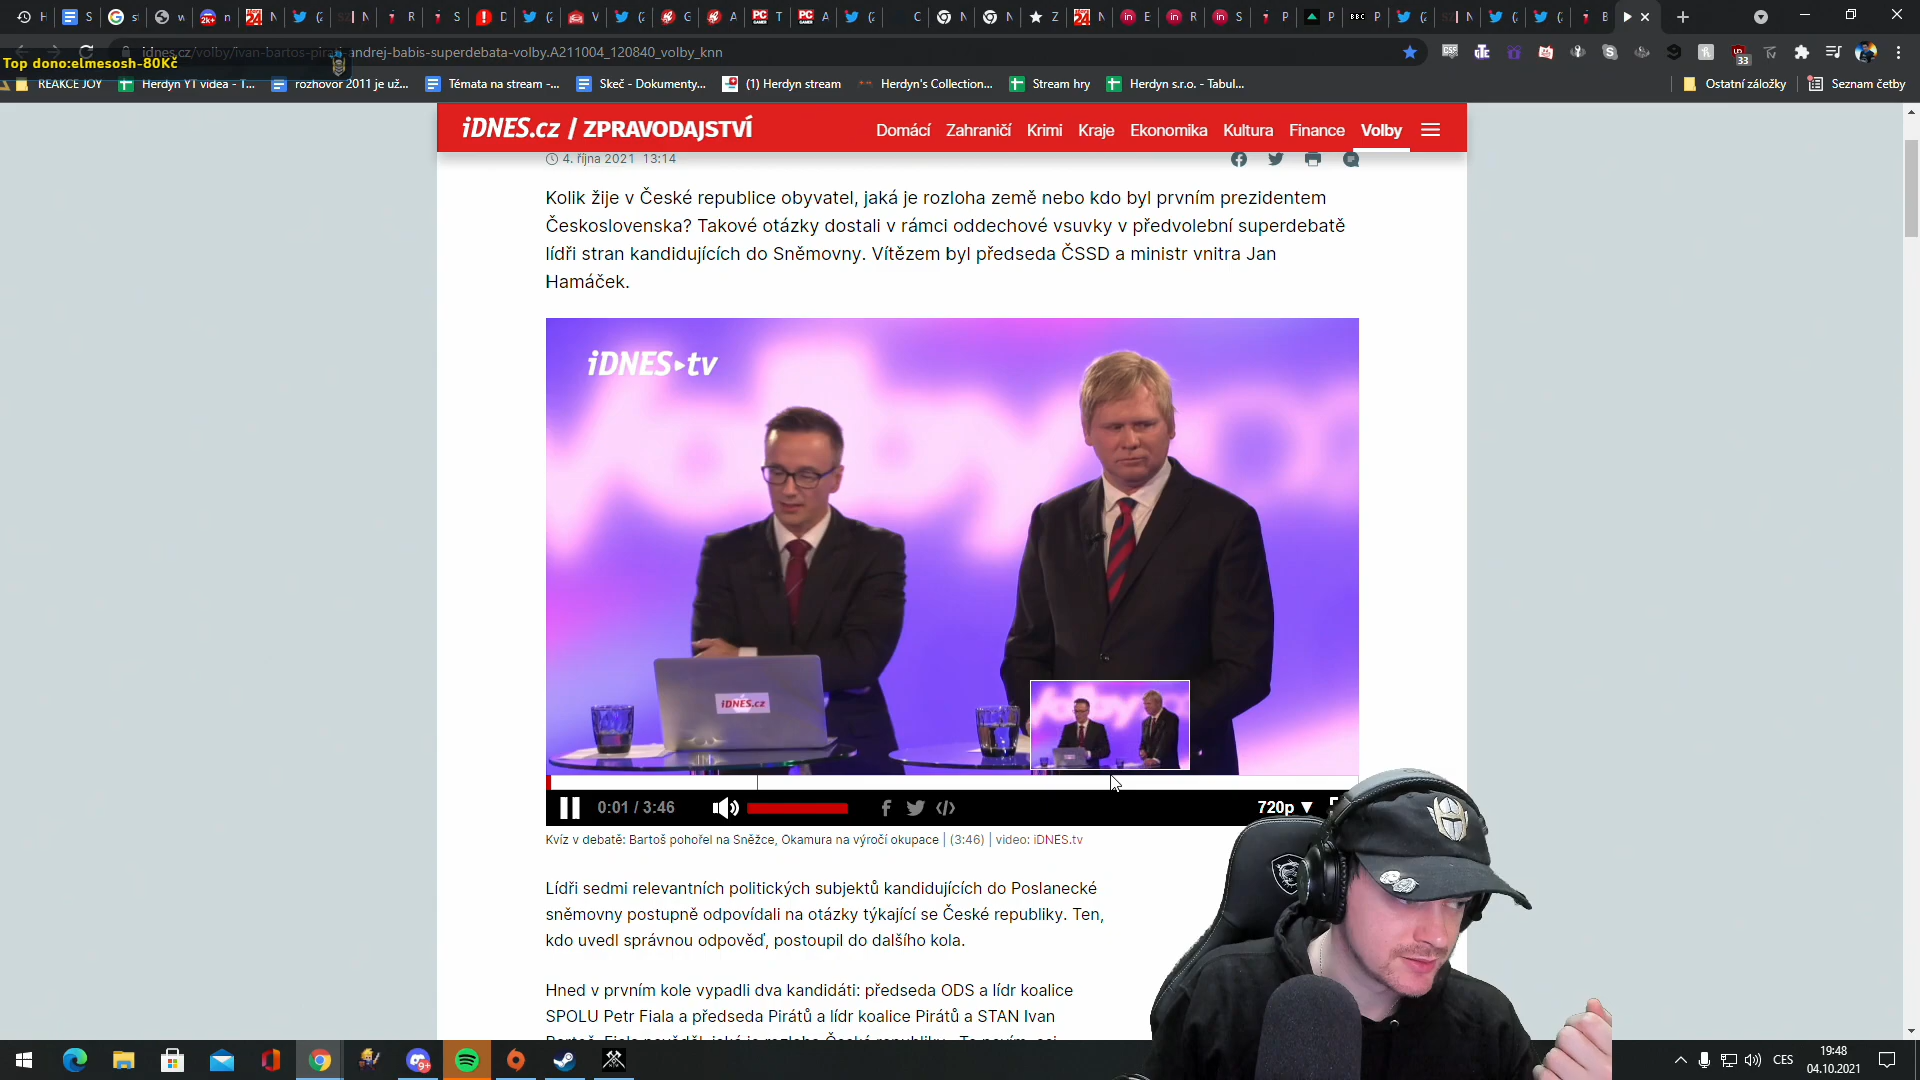 Top dono:elmesosh-80Kč
idnes.cz/volby/ivan-bartos-pirati-andrej-babis-superdebata-volby.A211004_120840_volby_knn
33
REAKCE JOY
Herdyn YT videa - T...
rozhovor 2011 je už...
Témata na stream -...
Skeč - Dokumenty...
(1) Herdyn stream
Herdyn's Collection...
Stream hry
Herdyn s.r.o. - Tabul...
Ostatní záložky
Seznam četby
iDNES.cz / ZPRAVODAJSTVÍ
Domácí Zahraničí Krimi Kraje Ekonomika Kultura Finance Volby
4. října 2021 13:14
Kolik žije v České republice obyvatel, jaká je rozloha země nebo kdo byl prvním prezidentem
Československa? Takové otázky dostali v rámci oddechové vsuvky v předvolební superdebatě
lídři stran kandidujících do Sněmovny. Vítězem byl předseda ČSSD a ministr vnitra Jan
Hamáček.
iDNES tv
iDNES.cz
0:01 / 3:46
720p
Kvíz v debatě: Bartoš pohořel na Sněžce, Okamura na výročí okupace | (3:46) | video: iDNES.tv
Lídři sedmi relevantních politických subjektů kandidujících do Poslanecké
sněmovny postupně odpovídali na otázky týkající se České republiky. Ten,
kdo uvedl správnou odpověď, postoupil do dalšího kola.
Hned v prvním kole vypadli dva kandidáti: předseda ODS a lídr koalice
SPOLU Petr Fiala a předseda Pirátů a lídr koalice Pirátů a STAN Ivan
CES
19:48
04.10.2021